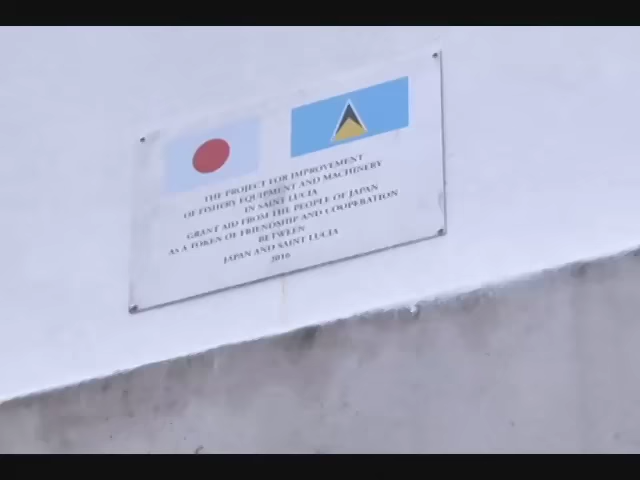 THE PROJECT FOR IMPROVEMENT
OF FISHERY EQUIPMENT AND MACHINERY
IN SAINT LUCIA
GRANT AID FROM THE PEOPLE OF JAPAN
AS A TOKEN OF FRIENDSHIP AND COOPERATION
BETWEEN
JAPAN AND SAINT LUCIA
2016